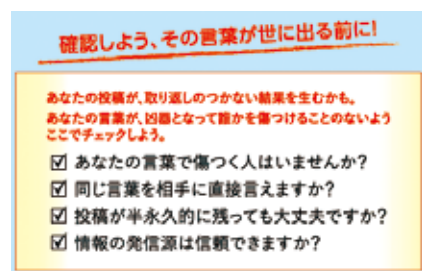 確認しよう、その言葉が世に出る前に!
あなたの投稿が、取り返しのつかない結果を生むかも。
あなたの言葉が、凶器となって誰かを傷つけることのないよう
ここでチェックしよう。
☑ あなたの言葉で傷つく人はいませんか?
☑ 同じ言葉を相手に直接言えますか?
☑ 投稿が半永久的に残っても大丈夫ですか?
☑ 情報の発信源は信頼できますか?